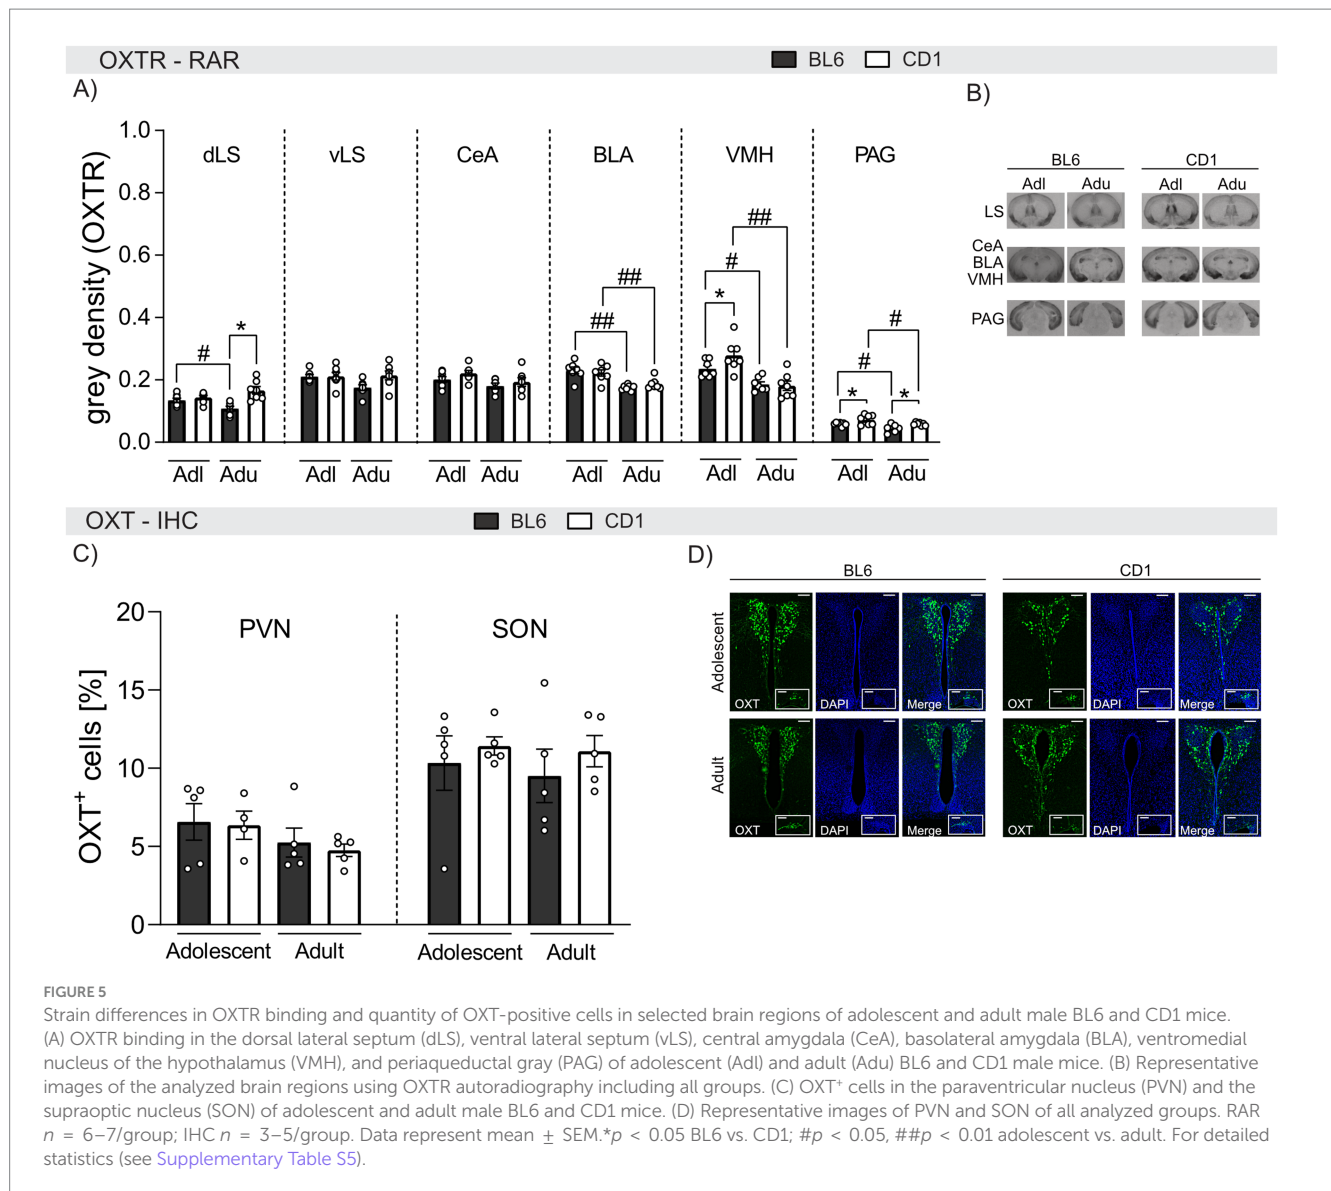 OXTR - RAR
BL6 CD1
A)
1.0
0.8
0.6
0.4
0.2
0.0
grey density (OXTR)
dLS vLS CeA BLA VMH PAG
# * ## ## # * ## # * # *
Adl Adu Adl Adu Adl Adu Adl Adu Adl Adu Adl Adu
B)
BL6 CD1
Adl Adu Adl Adu
LS
CeA
BLA
VMH
PAG
OXT - IHC
BL6 CD1
C)
20
15
10
5
0
OXT⁺ cells [%]
PVN SON
Adolescent Adult Adolescent Adult
D)
BL6 CD1
Adolescent
OXT DAPI Merge OXT DAPI Merge
Adult
OXT DAPI Merge OXT DAPI Merge
FIGURE 5
Strain differences in OXTR binding and quantity of OXT-positive cells in selected brain regions of adolescent and adult male BL6 and CD1 mice.
(A) OXTR binding in the dorsal lateral septum (dLS), ventral lateral septum (vLS), central amygdala (CeA), basolateral amygdala (BLA), ventromedial
nucleus of the hypothalamus (VMH), and periaqueductal gray (PAG) of adolescent (Adl) and adult (Adu) BL6 and CD1 male mice. (B) Representative
images of the analyzed brain regions using OXTR autoradiography including all groups. (C) OXT⁺ cells in the paraventricular nucleus (PVN) and the
supraoptic nucleus (SON) of adolescent and adult male BL6 and CD1 mice. (D) Representative images of PVN and SON of all analyzed groups. RAR
n = 6–7/group; IHC n = 3–5/group. Data represent mean ± SEM.*p < 0.05 BL6 vs. CD1; #p < 0.05, ##p < 0.01 adolescent vs. adult. For detailed
statistics (see Supplementary Table S5).